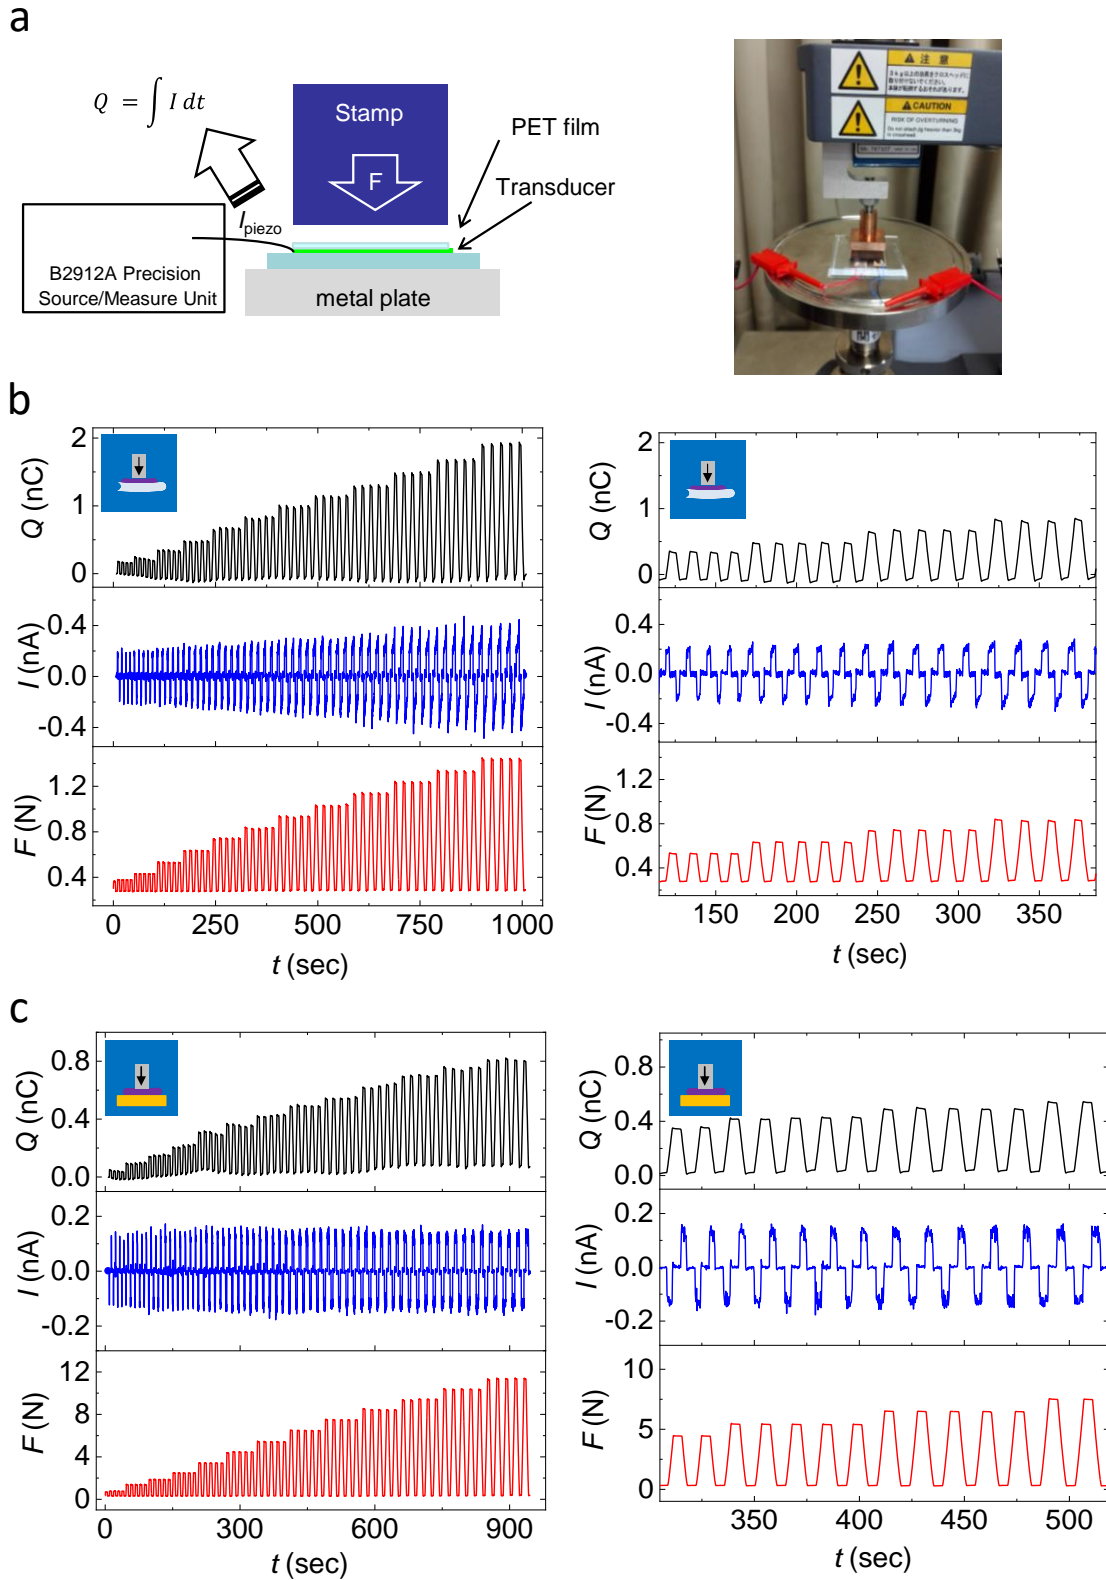 a
Q = ∫ I dt
Stamp
F
PET film
Transducer
I_piezo
B2912A Precision
Source/Measure Unit
metal plate
注意
CAUTION
RISK OF OVERTURNING
b
Q (nC)
2
1
0
I (nA)
0.4
0.0
-0.4
F (N)
1.2
0.8
0.4
0 250 500 750 1000
t (sec)
Q (nC)
2
1
0
I (nA)
0.4
0.0
-0.4
F (N)
1.2
0.8
0.4
150 200 250 300 350
t (sec)
c
Q (nC)
0.8
0.4
0.0
I (nA)
0.2
0.0
-0.2
F (N)
12
8
4
0
0 300 600 900
t (sec)
Q (nC)
0.8
0.4
0.0
I (nA)
0.2
0.0
-0.2
F (N)
10
5
0
350 400 450 500
t (sec)